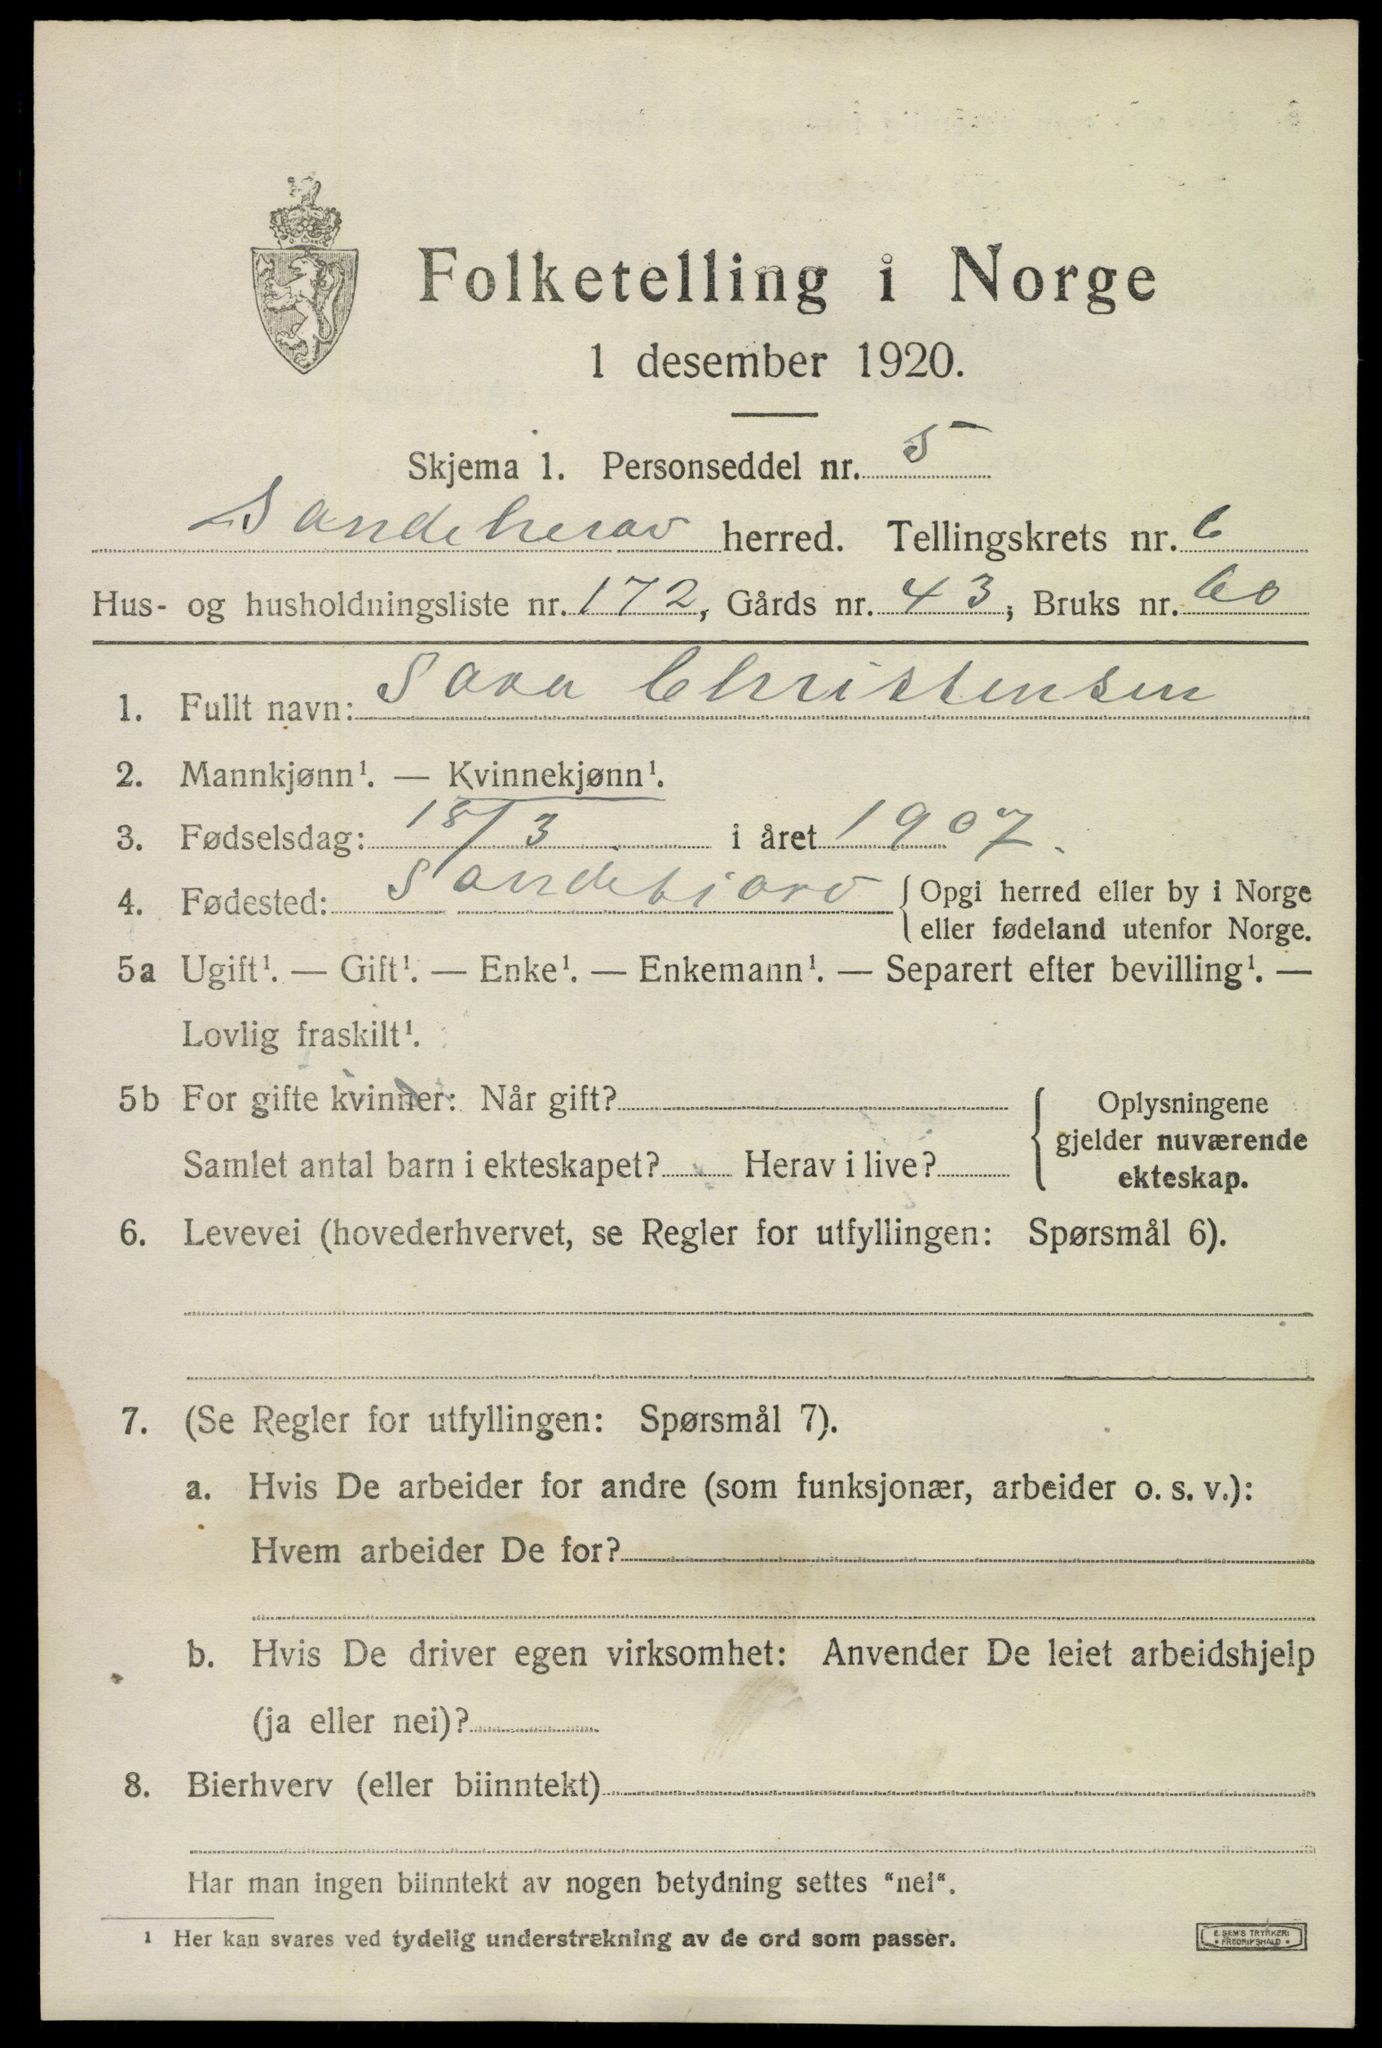 Folketelling i Norge
1 desember 1920.
Skjema 1. Personseddel nr. 5
Sandeherav herred. Tellingskrets nr. 6
Hus- og husholdningsliste nr. 172, Gårds nr. 43, Bruks nr. 60
1. Fullt navn: Sara Christensen
2. Mannkjønn¹. — Kvinnekjønn¹.
3. Fødselsdag: 18/3 i året 1907.
4. Fødested: Sandefjord { Opgi herred eller by i Norge
eller fødeland utenfor Norge.
5a Ugift¹. — Gift¹. — Enke¹. — Enkemann¹. — Separert efter bevilling¹. —
Lovlig fraskilt¹.
5b For gifte kvinner: Når gift?
Samlet antal barn i ekteskapet? Herav i live?
{ Oplysningene
gjelder nuværende
ekteskap.
6. Levevei (hovederhvervet, se Regler for utfyllingen: Spørsmål 6).
7. (Se Regler for utfyllingen: Spørsmål 7).
a. Hvis De arbeider for andre (som funksjonær, arbeider o. s. v.):
Hvem arbeider De for?
b. Hvis De driver egen virksomhet: Anvender De leiet arbeidshjelp
(ja eller nei)?
8. Bierhverv (eller biinntekt)
Har man ingen biinntekt av nogen betydning settes “nei“.
¹ Her kan svares ved tydelig understrekning av de ord som passer.
E. SEM'S TRYKKERI
• FREDRIKSHALD •